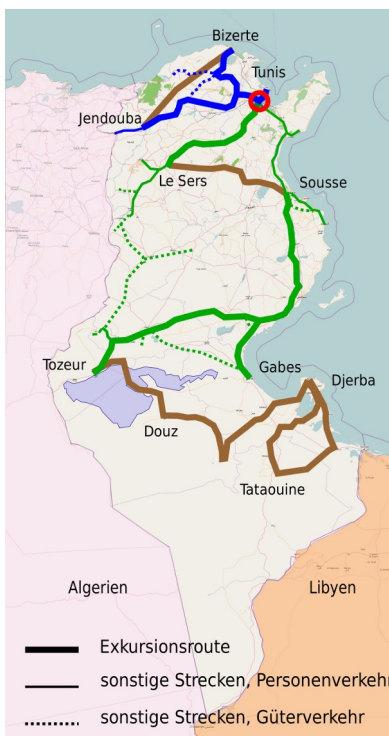 Bizerte
Tunis
Jendouba
Le Sers
Sousse
Tozeur
Gabes
Djerba
Douz
Tataouine
Algerien
Libyen
Exkursionsroute
sonstige Strecken, Personenverkehr
sonstige Strecken, Güterverkehr